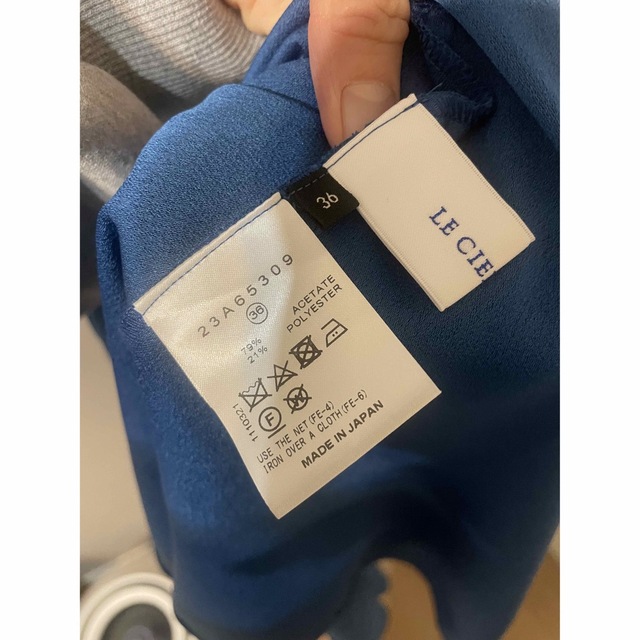 36
LE CIE
23A65309
36
79% ACETATE
21% POLYESTER
1110321
F
W
USE THE NET(FE-4)
IRON OVER A CLOTH(FE-6)
MADE IN JAPAN